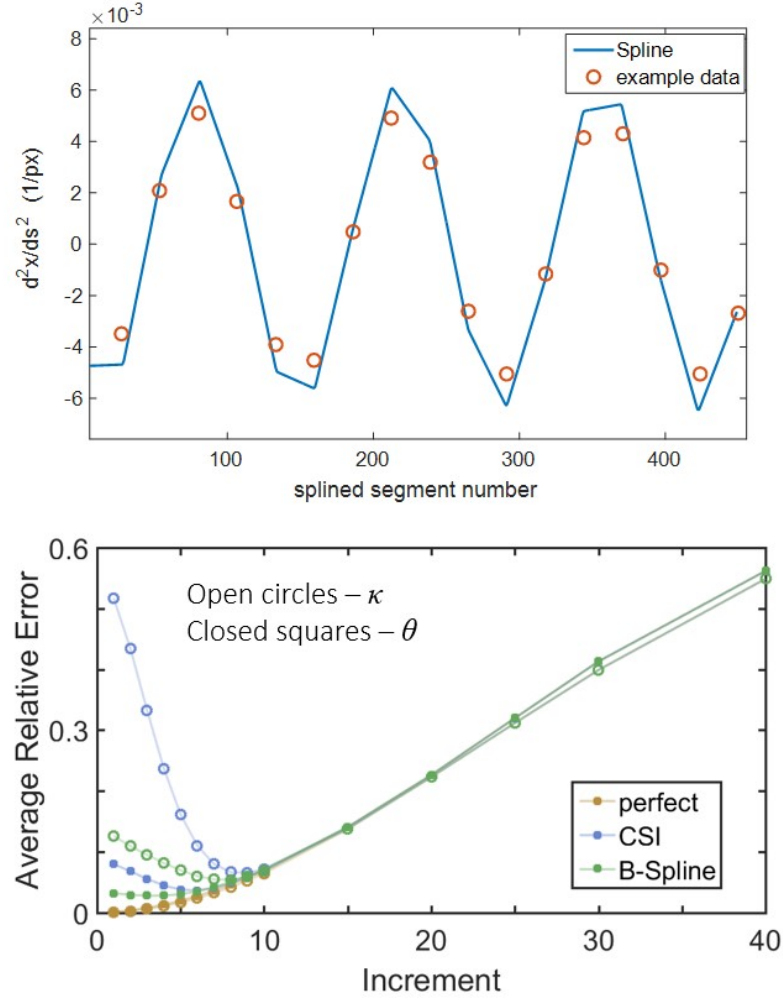 ×10⁻³
8
6
4
2
0
-2
-4
-6
d²x/ds² (1/px)
Spline
example data
100
200
300
400
splined segment number
0.6
0.3
0
Average Relative Error
Open circles – κ
Closed squares – θ
perfect
CSI
B-Spline
0
10
20
30
40
Increment